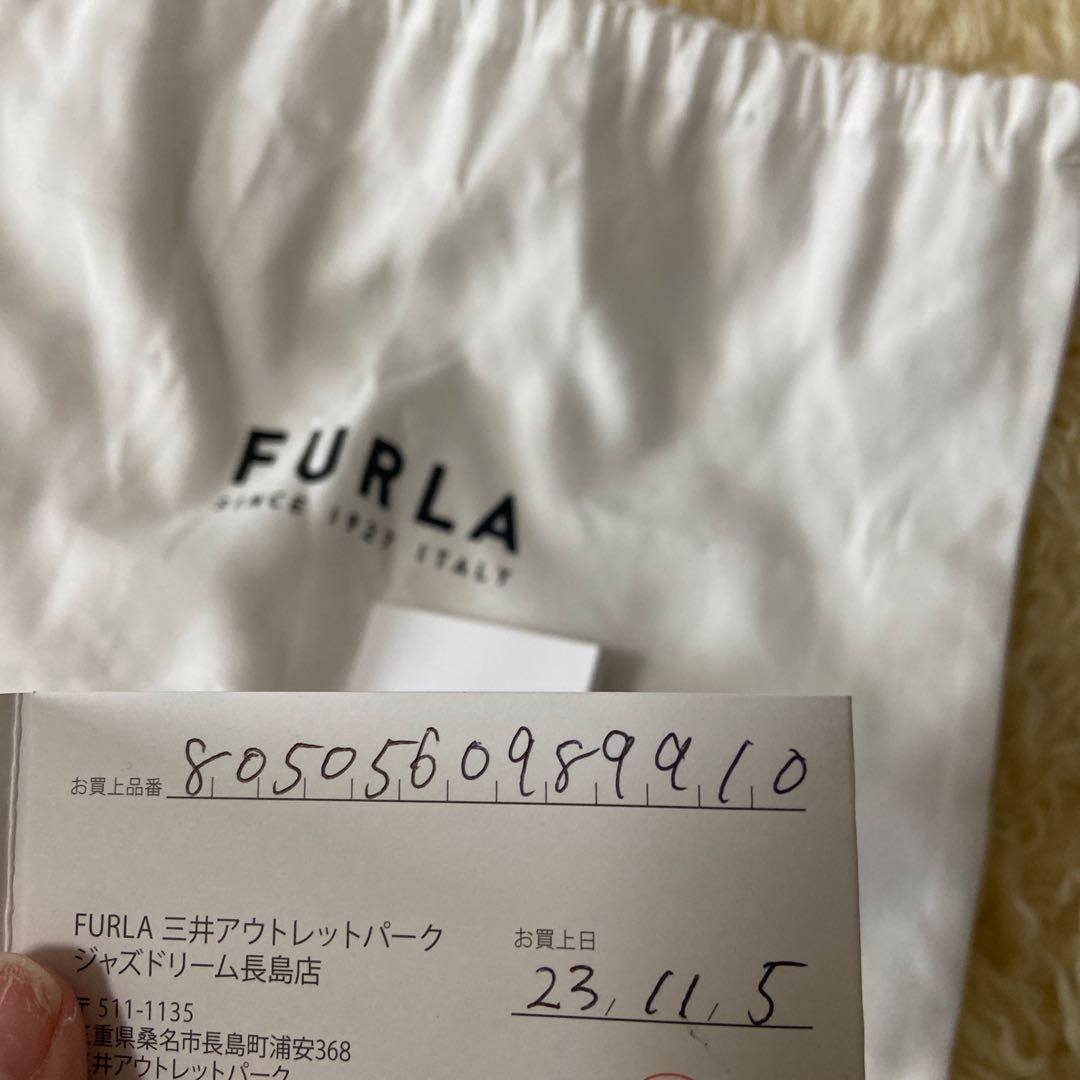 FURLA
SINCE 1927 ITALY
お買上品番 8050560989910
FURLA 三井アウトレットパーク
ジャズドリーム長島店
お買上日
23, 11, 5
〒511-1135
三重県桑名市長島町浦安368
三井アウトレットパーク